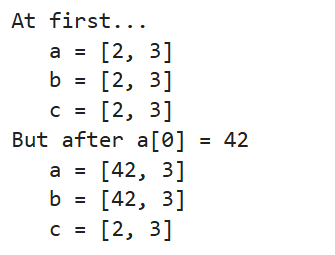 At first...
   a = [2, 3]
   b = [2, 3]
   c = [2, 3]
But after a[0] = 42
   a = [42, 3]
   b = [42, 3]
   c = [2, 3]